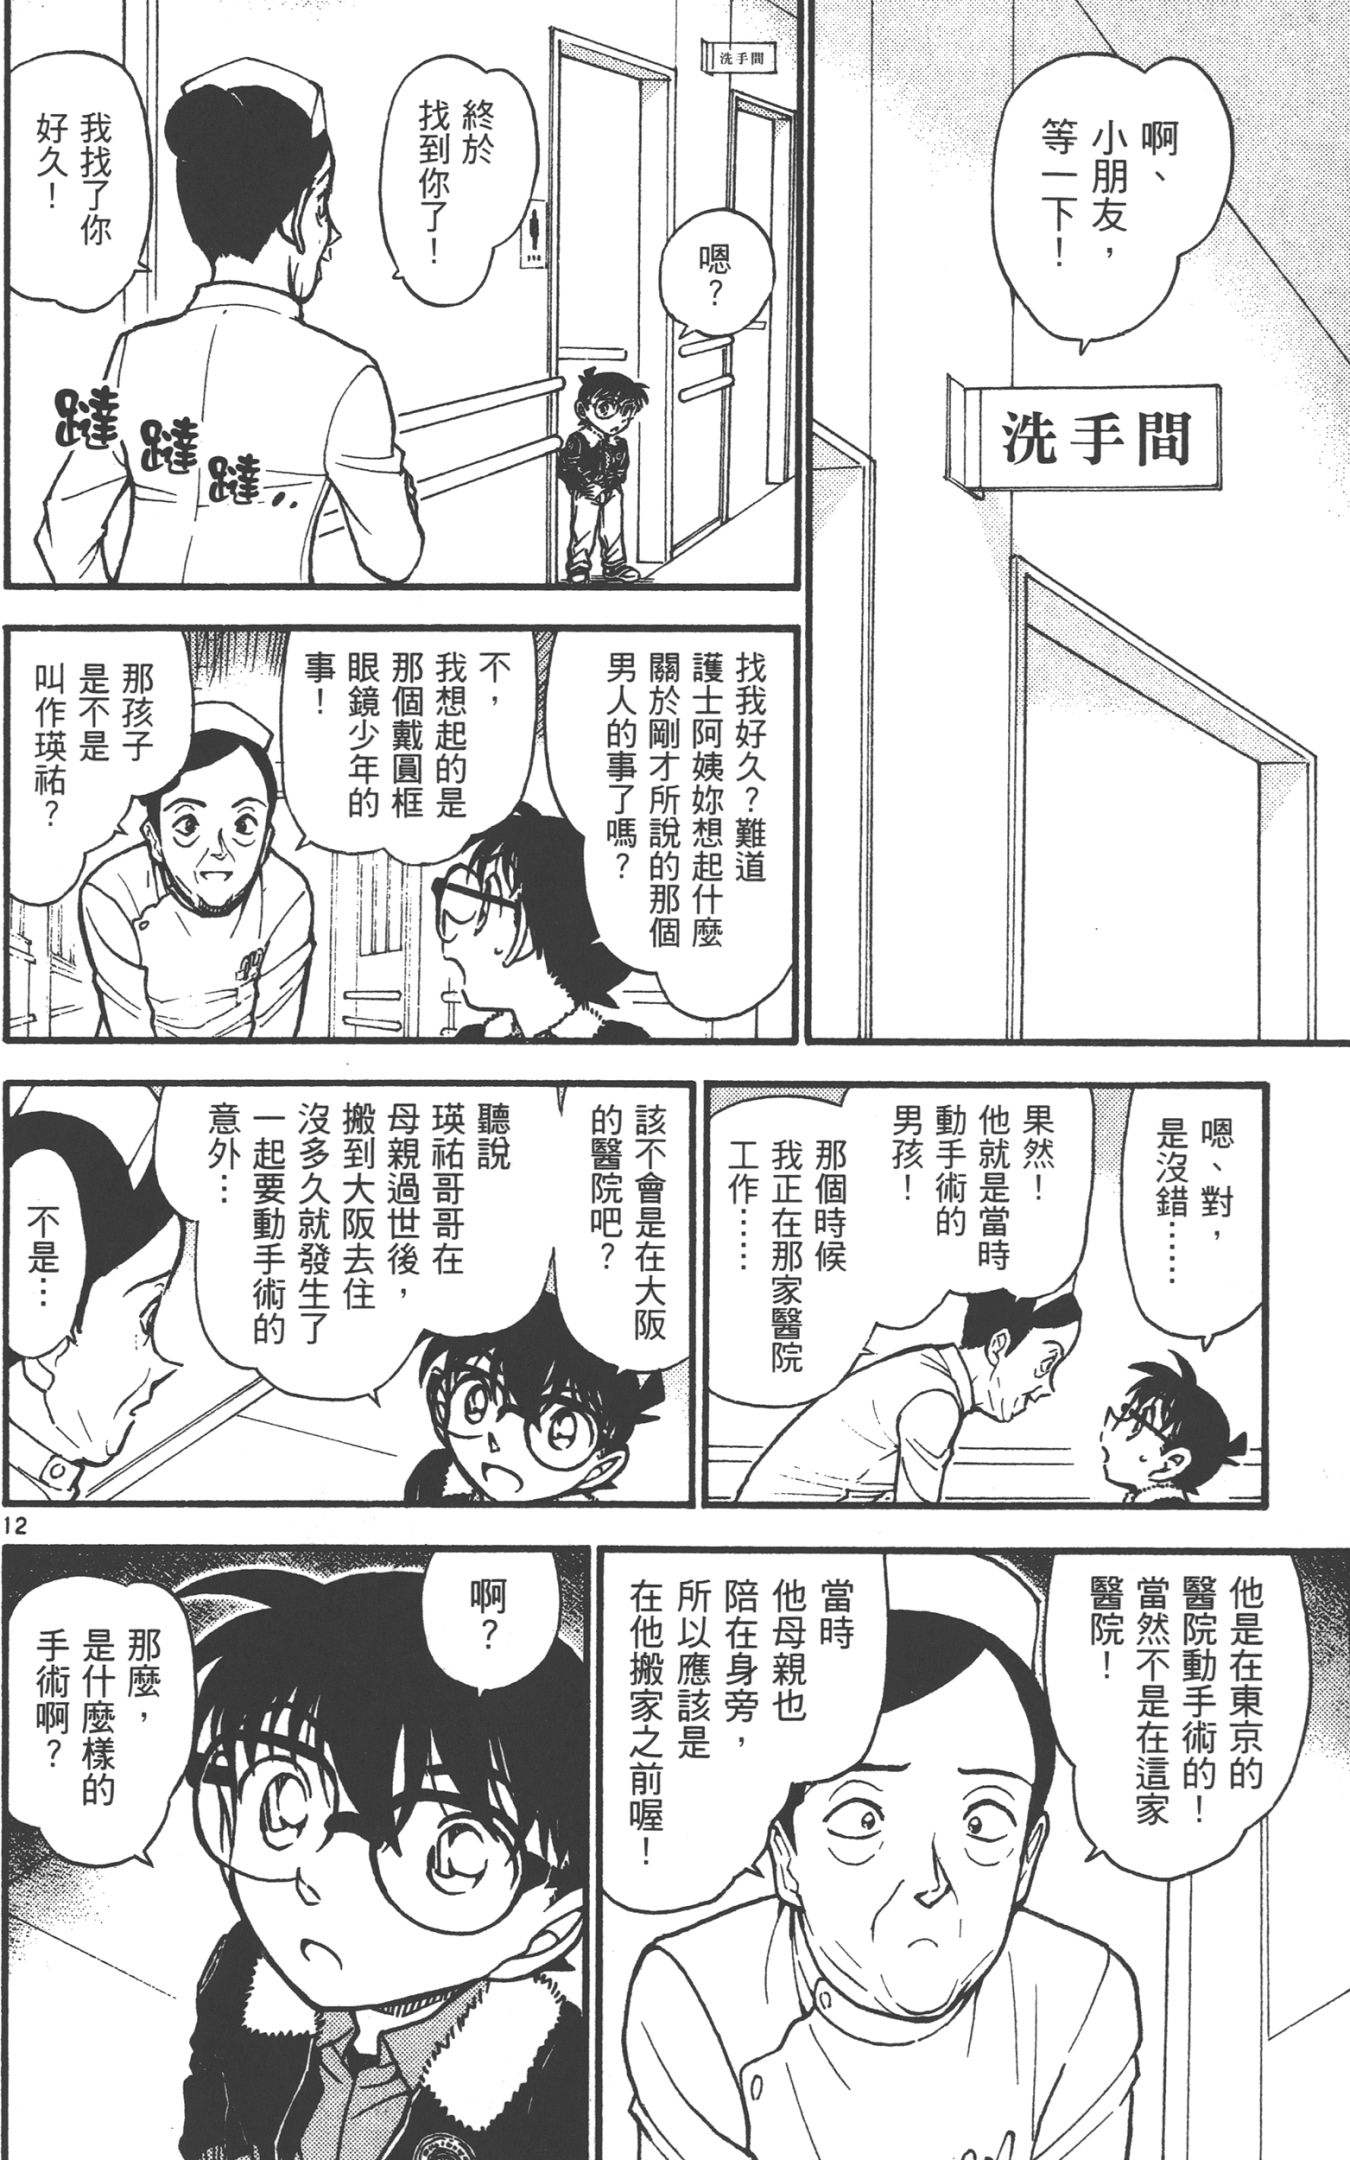 啊、
小朋友，
等一下！
洗手間
洗手間
嗯？
終於
找到你了！
我找了你
好久！
躂
躂
躂..
找我好久？難道
護士阿姨妳想起什麼
關於剛才所說的那個
男人的事了嗎？
不，
我想起的是
那個戴圓框
眼鏡少年的
事！
那孩子
是不是
叫作瑛祐？
嗯、對，
是沒錯……
果然！
他就是當時
動手術的
男孩！
那個時候
我正在那家醫院
工作……
該不會是在大阪
的醫院吧？
聽說
瑛祐哥哥在
母親過世後，
搬到大阪去住
沒多久就發生了
一起要動手術的
意外…
不是…
他是在東京的
醫院動手術的！
當然不是在這家
醫院！
當時
他母親也
陪在身旁，
所以應該是
在他搬家之前喔！
啊？
那麼，
是什麼樣的
手術啊？
12